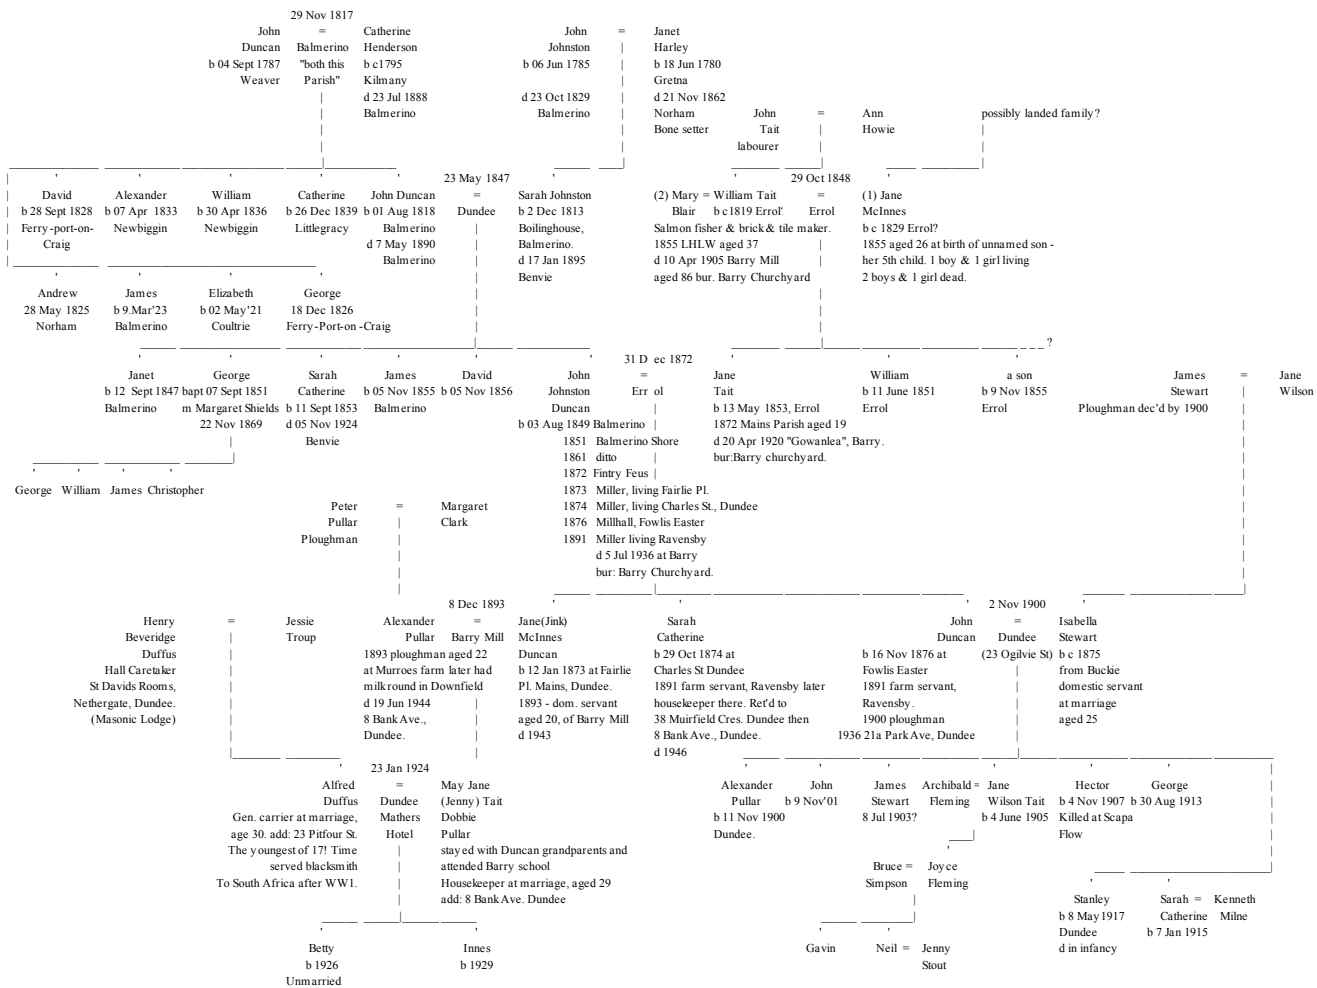 29 Nov 1817
John = Catherine John = Janet
Duncan Balmerino Henderson Johnston Harley
b 04 Sept 1787 "both this b c1795 b 06 Jun 1785 b 18 Jun 1780
Weaver Parish" Kilmany Gretna
d 23 Jul 1888 d 23 Oct 1829 d 21 Nov 1862
Balmerino Balmerino Norham John = Ann possibly landed family?
Bone setter Tait Howie
labourer
23 May 1847 29 Oct 1848
David Alexander William Catherine John Duncan = Sarah Johnston (2) Mary = William Tait = (1) Jane
b 28 Sept 1828 b 07 Apr 1833 b 30 Apr 1836 b 26 Dec 1839 b 01 Aug 1818 Dundee b 2 Dec 1813 Blair b c1819 Errol' Errol McInnes
Ferry-port-on- Newbiggin Newbiggin Littlegracy Balmerino Boilinghouse, Salmon fisher & brick & tile maker. b c 1829 Errol?
Craig d 7 May 1890 Balmerino. 1855 LHLW aged 37 1855 aged 26 at birth of unnamed son -
Balmerino d 17 Jan 1895 d 10 Apr 1905 Barry Mill her 5th child. 1 boy & 1 girl living
Benvie aged 86 bur. Barry Churchyard 2 boys & 1 girl dead.
Andrew James Elizabeth George
28 May 1825 b 9.Mar'23 b 02 May'21 18 Dec 1826
Norham Balmerino Coultrie Ferry-Port-on -Craig
?
31 D ec 1872
Janet George Sarah James David John = Jane William a son James = Jane
b 12 Sept 1847 bapt 07 Sept 1851 Catherine b 05 Nov 1855 b 05 Nov 1856 Johnston Err ol Tait b 11 June 1851 b 9 Nov 1855 Stewart Wilson
Balmerino m Margaret Shields b 11 Sept 1853 Balmerino Duncan b 13 May 1853, Errol Errol Errol Ploughman dec'd by 1900
22 Nov 1869 d 05 Nov 1924 b 03 Aug 1849 Balmerino 1872 Mains Parish aged 19
Benvie 1851 Balmerino Shore d 20 Apr 1920 "Gowanlea", Barry.
1861 ditto bur:Barry churchyard.
1872 Fintry Feus
George William James Christopher 1873 Miller, living Fairlie Pl.
Peter = Margaret 1874 Miller, living Charles St., Dundee
Pullar Clark 1876 Millhall, Fowlis Easter
Ploughman 1891 Miller living Ravensby
d 5 Jul 1936 at Barry
bur: Barry Churchyard.
8 Dec 1893 2 Nov 1900
Henry = Jessie Alexander = Jane(Jink) Sarah John = Isabella
Beveridge Troup Pullar Barry Mill McInnes Catherine Duncan Dundee Stewart
Duffus 1893 ploughman aged 22 Duncan b 29 Oct 1874 at b 16 Nov 1876 at (23 Ogilvie St) b c 1875
Hall Caretaker at Murroes farm later had b 12 Jan 1873 at Fairlie Charles St Dundee Fowlis Easter from Buckie
St Davids Rooms, milkround in Downfield Pl. Mains, Dundee. 1891 farm servant, Ravensby later 1891 farm servant, domestic servant
Nethergate, Dundee. d 19 Jun 1944 1893 - dom. servant housekeeper there. Ret'd to Ravensby. at marriage
(Masonic Lodge) 8 Bank Ave., aged 20, of Barry Mill 38 Muirfield Cres. Dundee then 1900 ploughman aged 25
Dundee. d 1943 8 Bank Ave., Dundee. 1936 21a Park Ave, Dundee
d 1946
23 Jan 1924
Alfred = May Jane Alexander John James Archibald = Jane Hector George
Duffus Dundee (Jenny) Tait Pullar b 9 Nov'01 Stewart Fleming Wilson Tait b 4 Nov 1907 b 30 Aug 1913
Gen. carrier at marriage, Mathers Dobbie b 11 Nov 1900 8 Jul 1903? b 4 June 1905 Killed at Scapa
age 30. add: 23 Pitfour St. Hotel Pullar Dundee. Flow
The youngest of 17! Time stayed with Duncan grandparents and
served blacksmith attended Barry school Bruce = Joyce
To South Africa after WW1. Housekeeper at marriage, aged 29 Simpson Fleming
add: 8 Bank Ave. Dundee Stanley Sarah = Kenneth
b 8 May 1917 Catherine Milne
Dundee b 7 Jan 1915
Betty Innes Gavin Neil = Jenny d in infancy
b 1926 b 1929 Stout
Unmarried